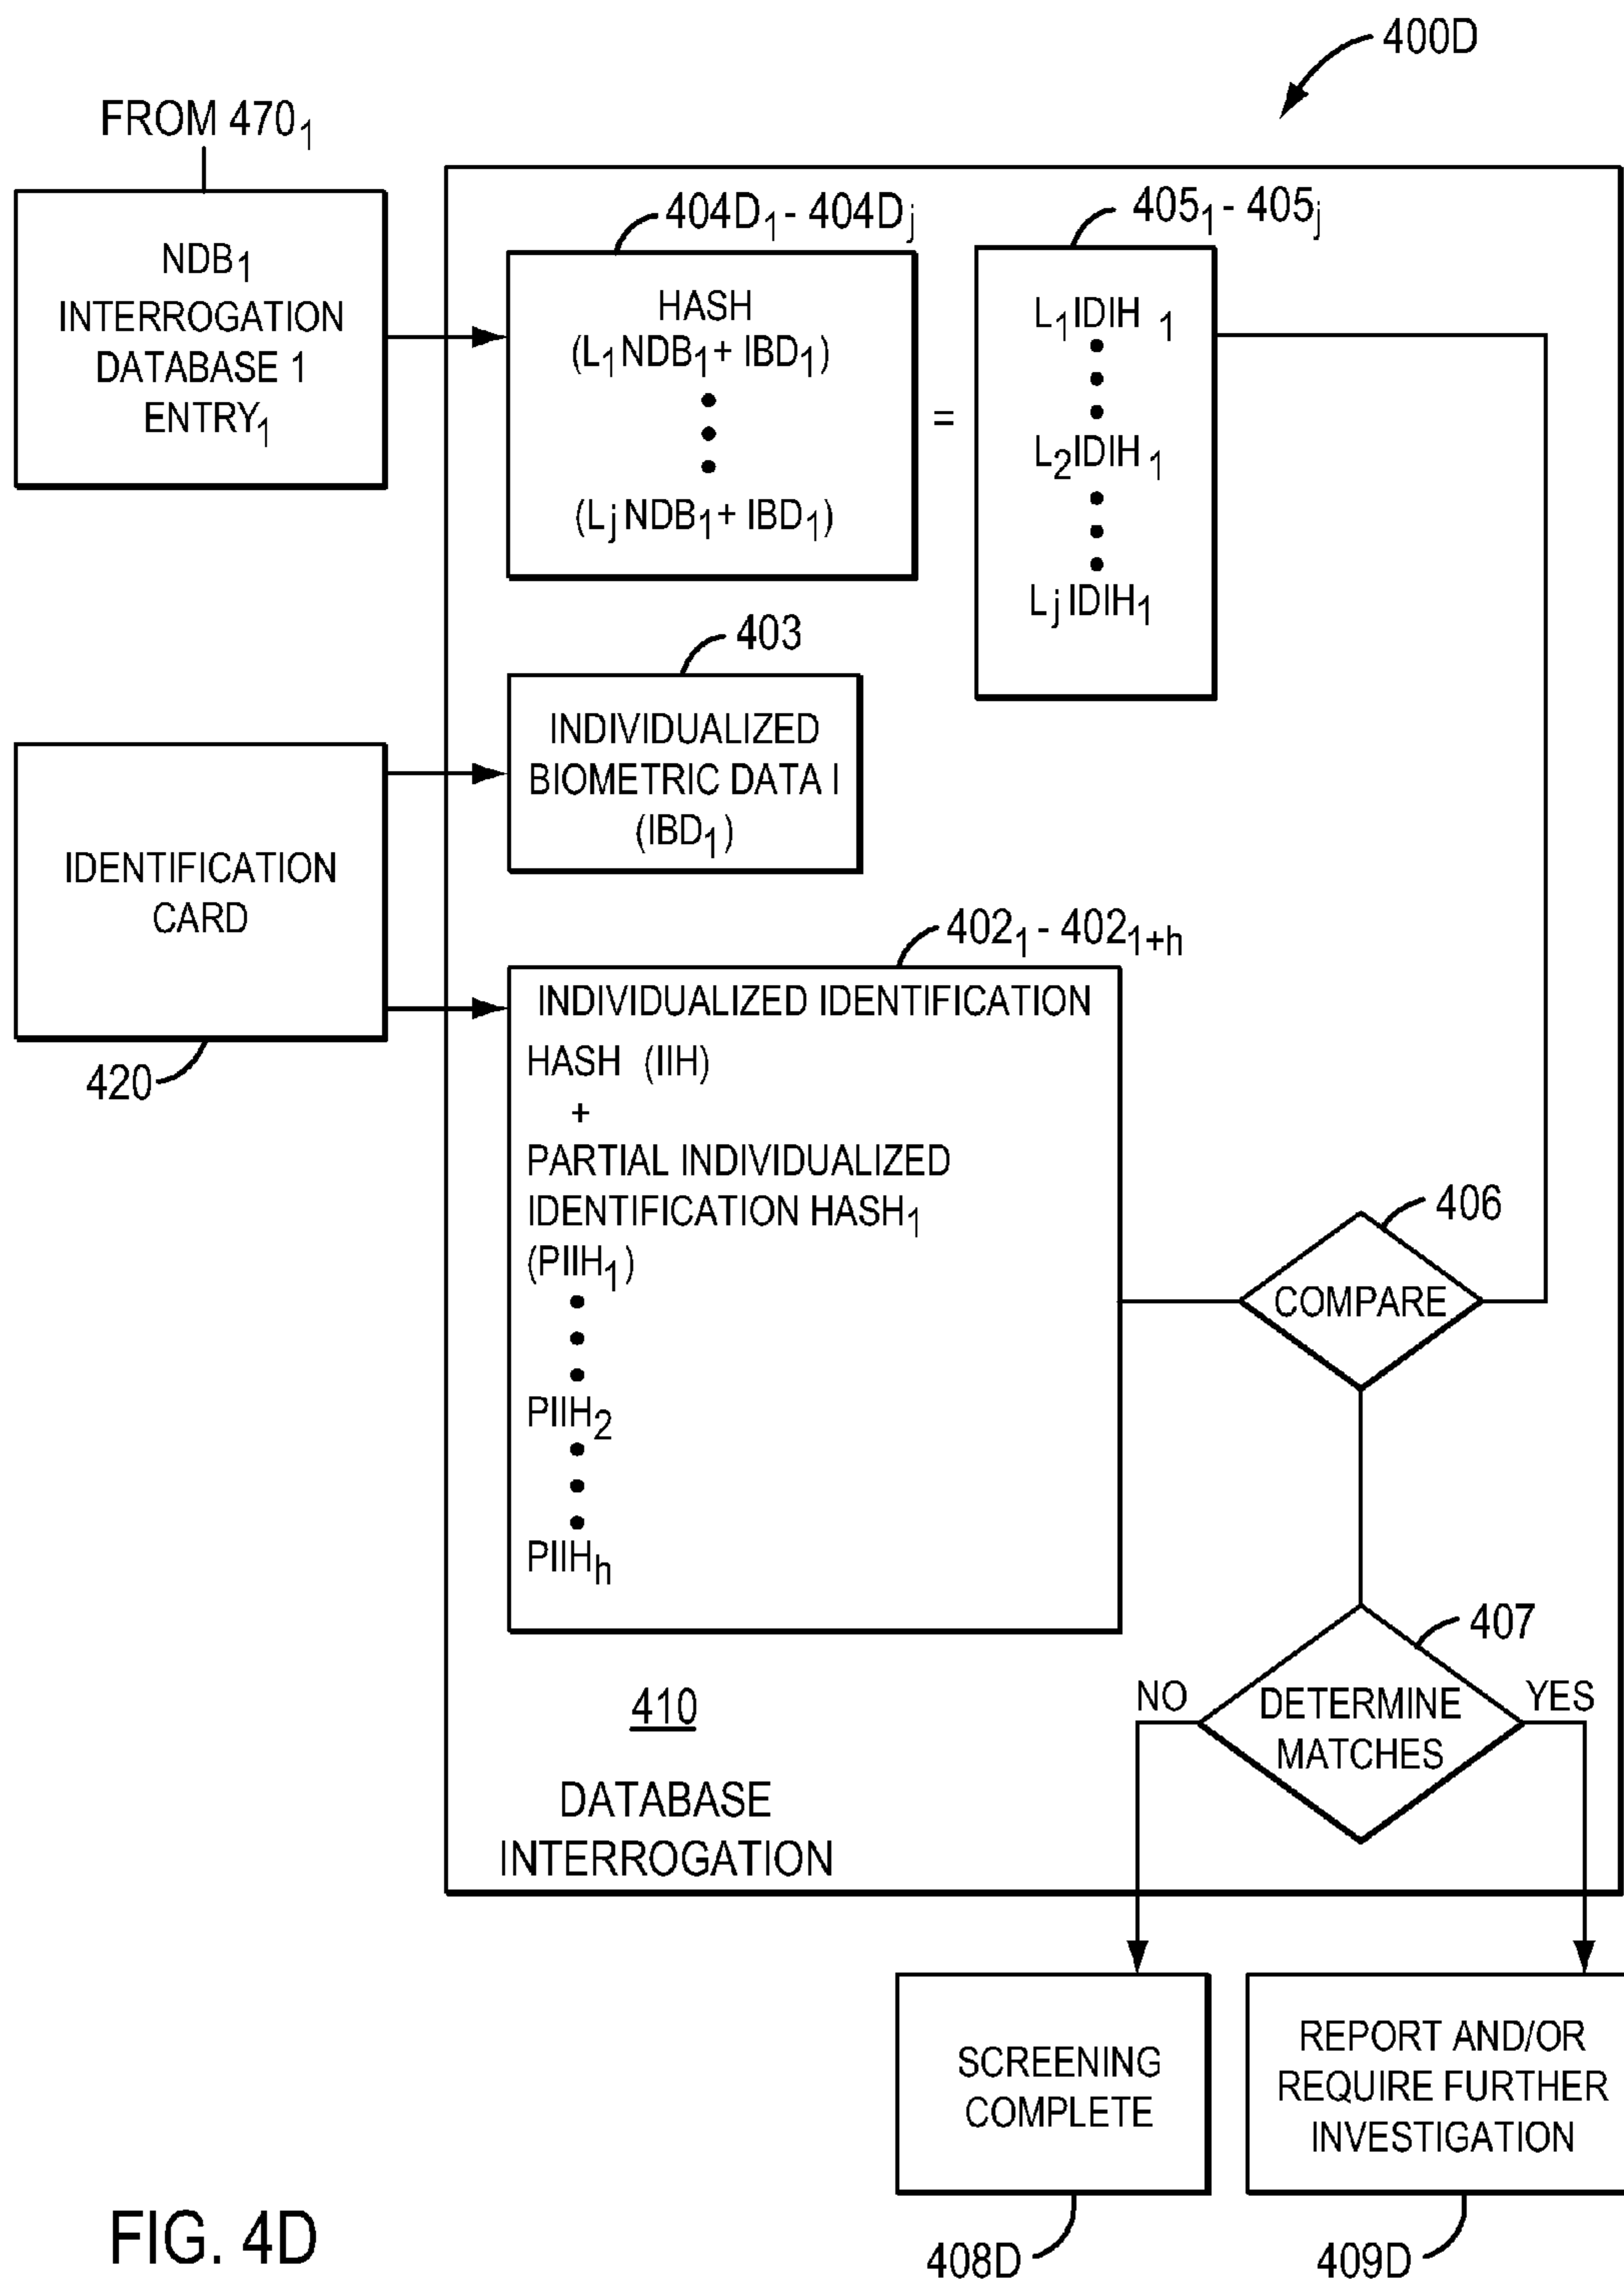 400D
FROM 470₁
404D₁ - 404Dⱼ
405₁ - 405ⱼ
NDB₁
INTERROGATION
DATABASE 1
ENTRY₁
HASH
(L₁NDB₁+ IBD₁)
(LjNDB₁+ IBD₁)
=
L₁IDIH ₁
L₂IDIH ₁
LjIDIH₁
403
INDIVIDUALIZED
BIOMETRIC DATA I
(IBD₁)
IDENTIFICATION
CARD
420
402₁ - 402₁₊ₕ
INDIVIDUALIZED IDENTIFICATION
HASH (IIH)
+
PARTIAL INDIVIDUALIZED
IDENTIFICATION HASH₁
(PIIH₁)
PIIH₂
PIIHₕ
406
COMPARE
407
DETERMINE
MATCHES
NO
YES
410
DATABASE
INTERROGATION
SCREENING
COMPLETE
REPORT AND/OR
REQUIRE FURTHER
INVESTIGATION
408D
409D
FIG. 4D